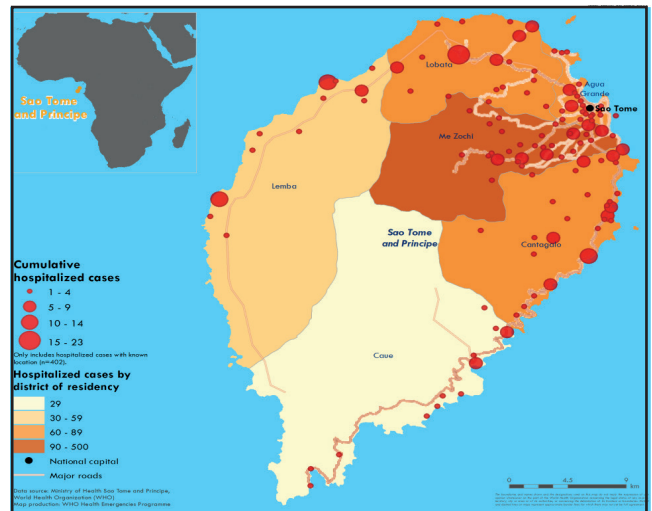 Sao Tome
and Principe
Lobata
Agua
Grande
Sao Tome
Me Zochi
Lemba
Sao Tome
and Principe
Cantagalo
Caue
Cumulative
hospitalized cases
1 - 4
5 - 9
10 - 14
15 - 23
Only includes hospitalized cases with known
location (n=402).
Hospitalized cases by
district of residency
29
30 - 59
60 - 89
90 - 500
National capital
Major roads
Data source: Ministry of Health Sao Tome and Principe,
World Health Organization (WHO)
Map production: WHO Health Emergencies Programme
0 4.5 9
km